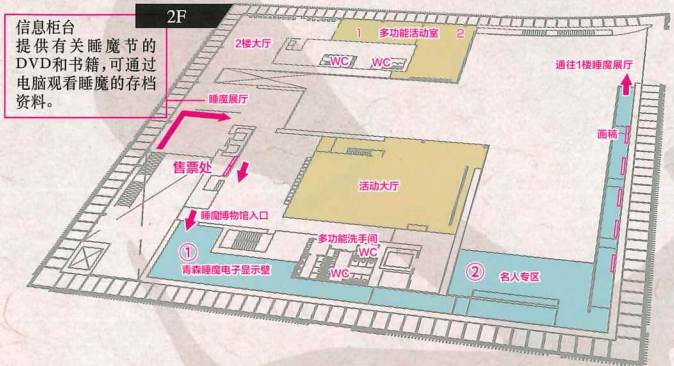 2F
信息柜台
提供有关睡魔节的
DVD和书籍，可通过
电脑观看睡魔的存档
资料。
2楼大厅
1 多功能活动室 2
WC WC
通往1楼睡魔展厅
睡魔展厅
画稿
售票处
活动大厅
睡魔博物馆入口
多功能洗手间
WC
①
青森睡魔电子显示壁
WC
②
名人专区